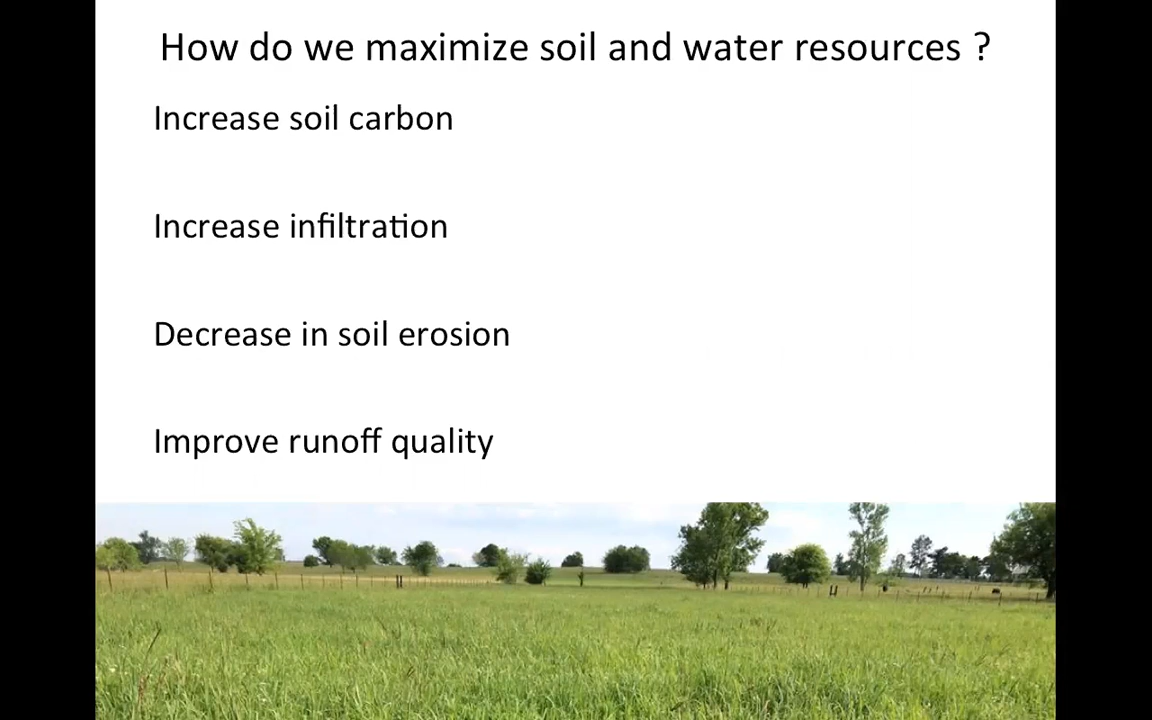 How do we maximize soil and water resources ?
Increase soil carbon
Increase infiltration
Decrease in soil erosion
Improve runoff quality